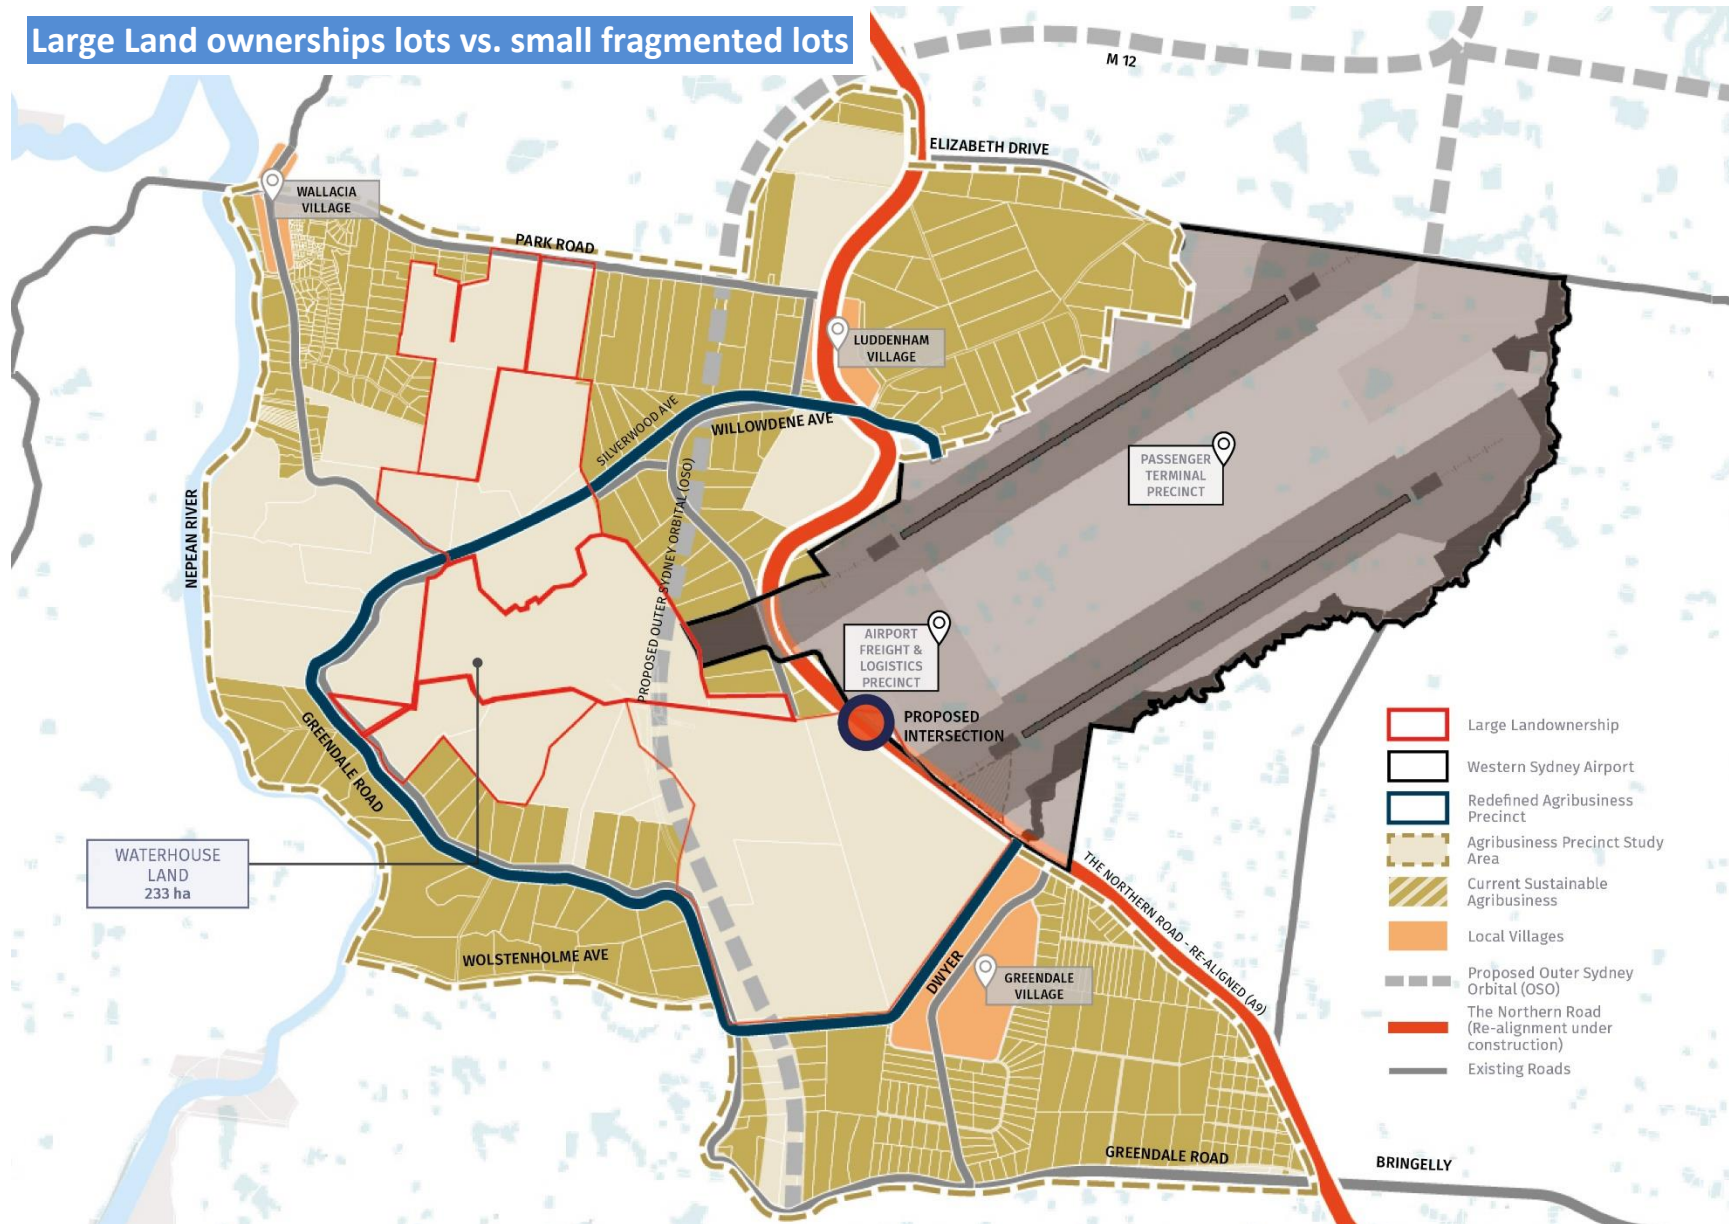 Large Land ownerships lots vs. small fragmented lots
M 12
ELIZABETH DRIVE
WALLACIA
VILLAGE
PARK ROAD
LUDDENHAM
VILLAGE
SILVERWOOD AVE
WILLOWDENE AVE
PASSENGER
TERMINAL
PRECINCT
NEPEAN RIVER
PROPOSED OUTER SYDNEY ORBITAL (OSO)
AIRPORT
FREIGHT &
LOGISTICS
PRECINCT
PROPOSED
INTERSECTION
GREENDALE ROAD
WATERHOUSE
LAND
233 ha
THE NORTHERN ROAD - RE-ALIGNED (A9)
WOLSTENHOLME AVE
DWYER
GREENDALE
VILLAGE
GREENDALE ROAD
BRINGELLY
Large Landownership
Western Sydney Airport
Redefined Agribusiness
Precinct
Agribusiness Precinct Study
Area
Current Sustainable
Agribusiness
Local Villages
Proposed Outer Sydney
Orbital (OSO)
The Northern Road
(Re-alignment under
construction)
Existing Roads